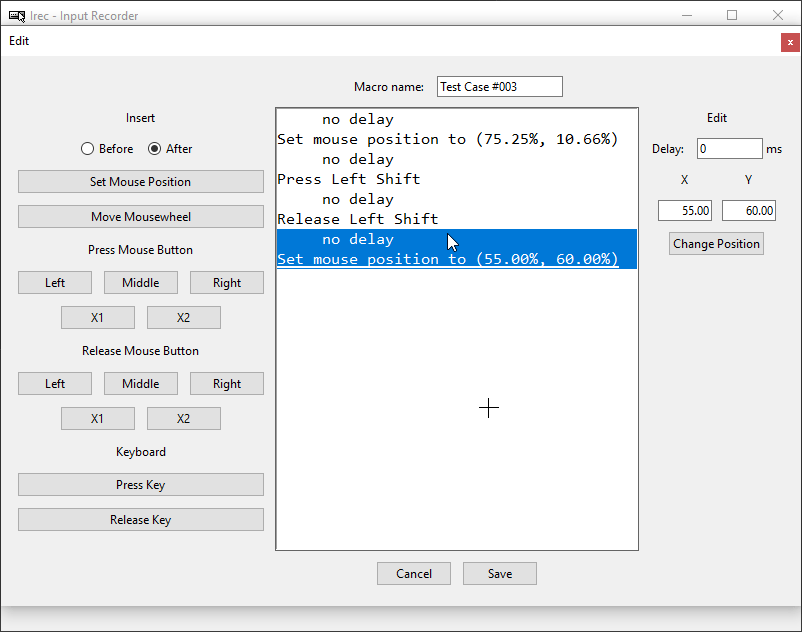 Irec - Input Recorder
Edit
x
Macro name: Test Case #003
Insert
Before After
Set Mouse Position
Move Mousewheel
Press Mouse Button
Left Middle Right
X1 X2
Release Mouse Button
Left Middle Right
X1 X2
Keyboard
Press Key
Release Key
no delay
Set mouse position to (75.25%, 10.66%)
no delay
Press Left Shift
no delay
Release Left Shift
no delay
Set mouse position to (55.00%, 60.00%)
Edit
Delay: 0 ms
X Y
55.00 60.00
Change Position
Cancel Save